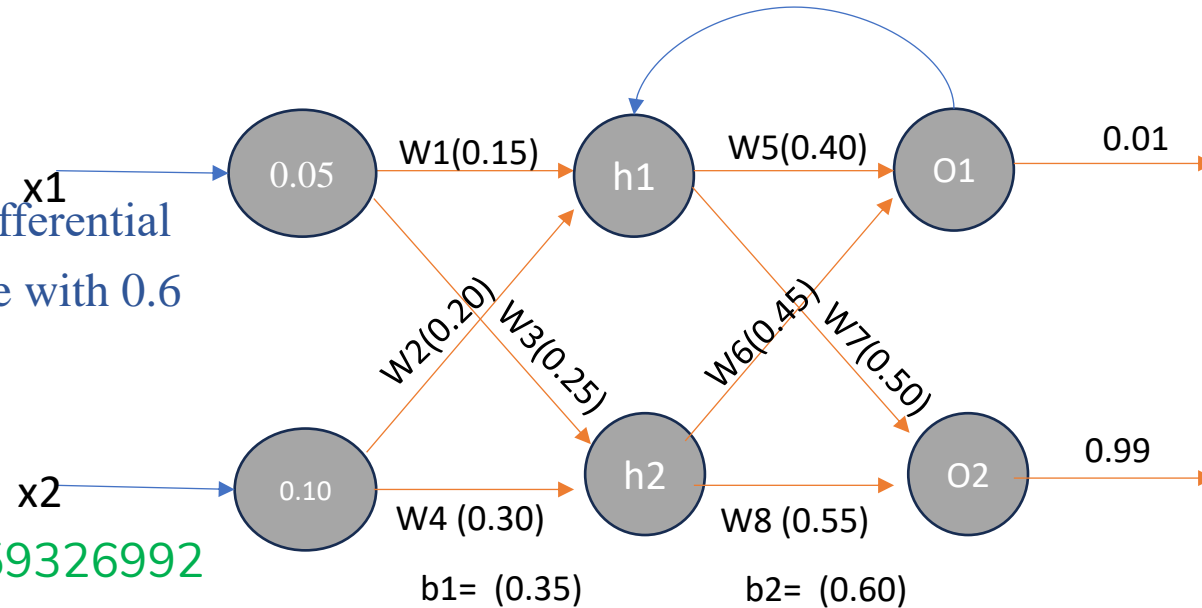 0.01
W1(0.15)
W5(0.40)
0.05
h1
O1
x1
fferential
e with 0.6
W2(0.20)
W3(0.25)
W6(0.45)
W7(0.50)
0.99
x2
0.10
h2
O2
W4 (0.30)
W8 (0.55)
59326992
b1= (0.35)
b2= (0.60)